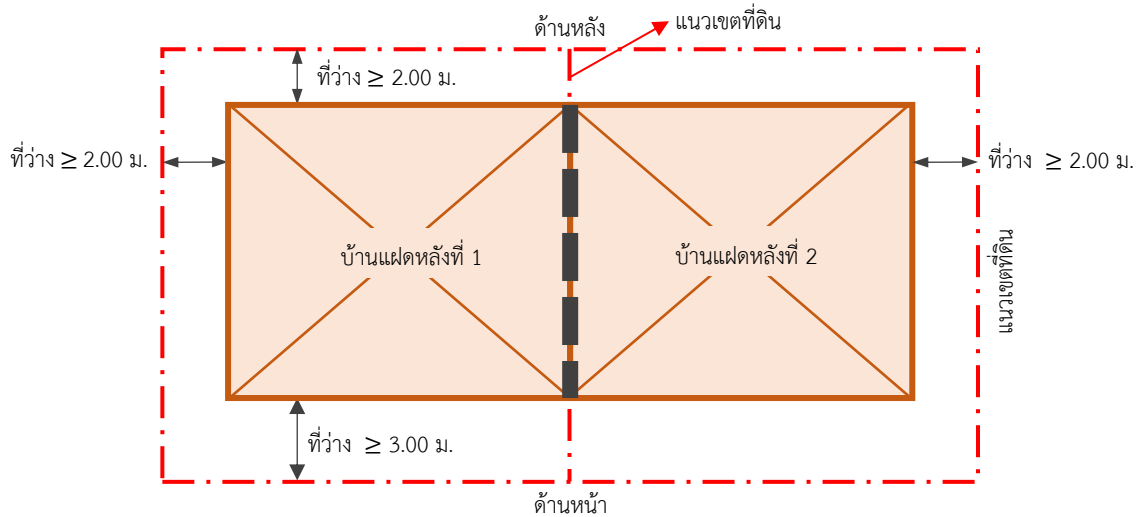 ด้านหลัง
แนวเขตที่ดิน
ที่ว่าง ≥ 2.00 ม.
ที่ว่าง ≥ 2.00 ม.
ที่ว่าง ≥ 2.00 ม.
บ้านแฝดหลังที่ 1
บ้านแฝดหลังที่ 2
แนวเขตที่ดิน
ที่ว่าง ≥ 3.00 ม.
ด้านหน้า